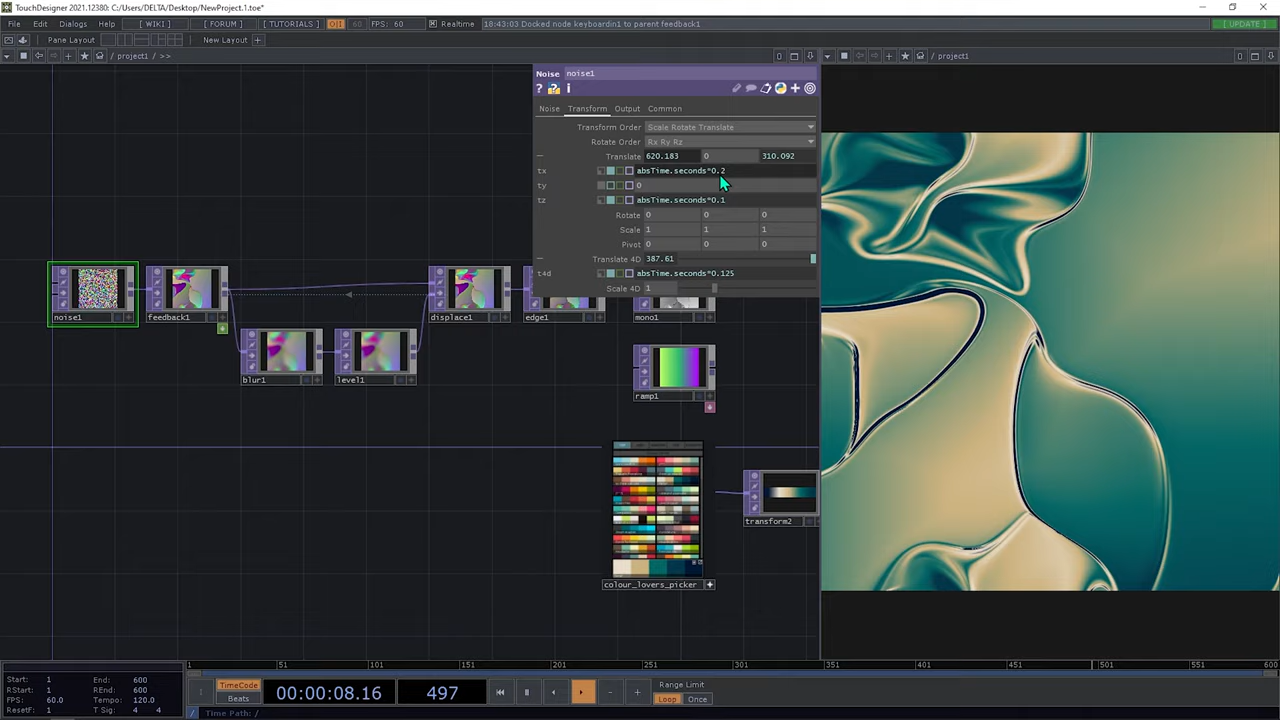 TouchDesigner 2021.12380: C:/Users/DELTA/Desktop/NewProject.1.toe*
File Edit Dialogs Help [ WIKI ] [ FORUM ] [ TUTORIALS ] O|I 60 FPS: 60 Realtime 18:43:03 Docked node keyboardin1 to parent feedback1 [ UPDATE ]
Pane Layout New Layout +
/ project1 / >> 0
/ project1 0
Noise noise1
? ? i
Noise Transform Output Common
Transform Order Scale Rotate Translate
Rotate Order Rx Ry Rz
Translate 620.183 0 310.092
tx absTime.seconds*0.2
ty 0
tz absTime.seconds*0.1
Rotate 0 0 0
Scale 1 1 1
Pivot 0 0 0
Translate 4D 387.61
t4d absTime.seconds*0.125
Scale 4D 1
noise1 feedback1 displace1 edge1 mono1
blur1 level1
ramp1
transform2
colour_lovers_picker
1 51 101 151 201 251 301 351 401 451 501 551 600
Start: 1 End: 600
RStart: 1 REnd: 600
FPS: 60.0 Tempo: 120.0
ResetF: 1 T Sig: 4 4
TimeCode
Beats
00:00:08.16 497
Range Limit
Loop Once
/ Time Path: /